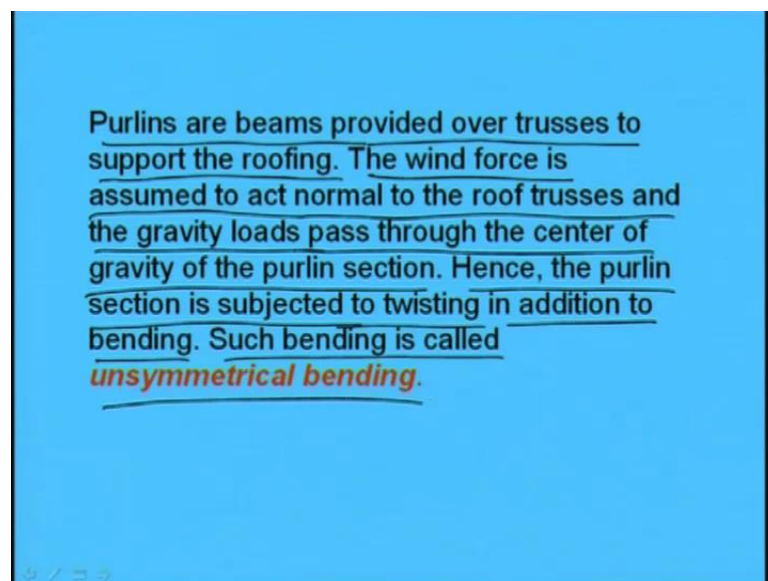 Purlins are beams provided over trusses to
support the roofing. The wind force is
assumed to act normal to the roof trusses and
the gravity loads pass through the center of
gravity of the purlin section. Hence, the purlin
section is subjected to twisting in addition to
bending. Such bending is called
unsymmetrical bending.